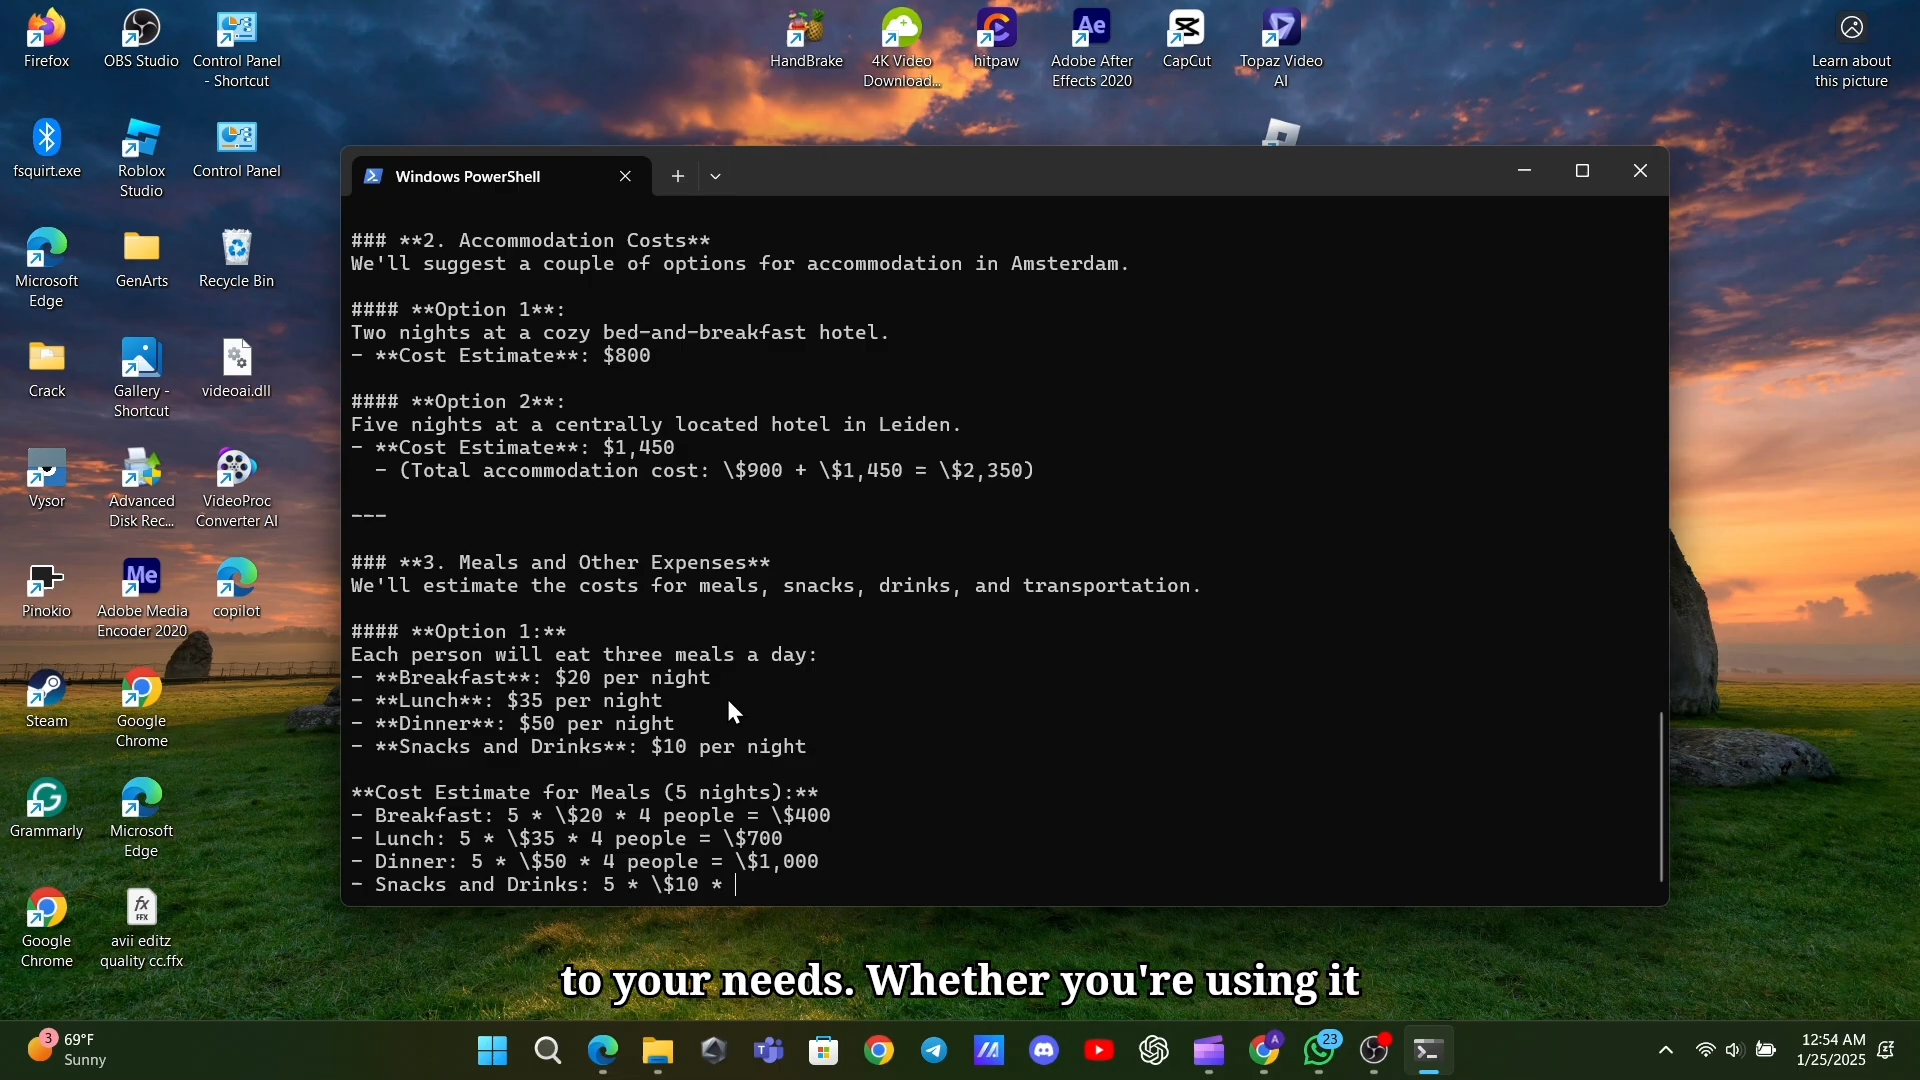 Firefox
OBS Studio
Control Panel
- Shortcut
HandBrake
4K Video
Download...
hitpaw
Ae
Adobe After
Effects 2020
CapCut
Topaz Video
AI
Learn about
this picture
fsquirt.exe
Roblox
Studio
Control Panel
Microsoft
Edge
GenArts
Recycle Bin
Crack
Gallery -
Shortcut
videoai.dll
Vysor
Advanced
Disk Rec...
VideoProc
Converter AI
Pinokio
Me
Adobe Media
Encoder 2020
copilot
Steam
Google
Chrome
Grammarly
Microsoft
Edge
Google
Chrome
fx
FFX
avii editz
quality cc.ffx
Windows PowerShell
### **2. Accommodation Costs**
We'll suggest a couple of options for accommodation in Amsterdam.
#### **Option 1**:
Two nights at a cozy bed-and-breakfast hotel.
- **Cost Estimate**: $800
#### **Option 2**:
Five nights at a centrally located hotel in Leiden.
- **Cost Estimate**: $1,450
- (Total accommodation cost: \$900 + \$1,450 = \$2,350)
---
### **3. Meals and Other Expenses**
We'll estimate the costs for meals, snacks, drinks, and transportation.
#### **Option 1:**
Each person will eat three meals a day:
- **Breakfast**: $20 per night
- **Lunch**: $35 per night
- **Dinner**: $50 per night
- **Snacks and Drinks**: $10 per night
**Cost Estimate for Meals (5 nights):**
- Breakfast: 5 * \$20 * 4 people = \$400
- Lunch: 5 * \$35 * 4 people = \$700
- Dinner: 5 * \$50 * 4 people = \$1,000
- Snacks and Drinks: 5 * \$10 *
to your needs. Whether you're using it
3
69°F
Sunny
A
23
12:54 AM
1/25/2025